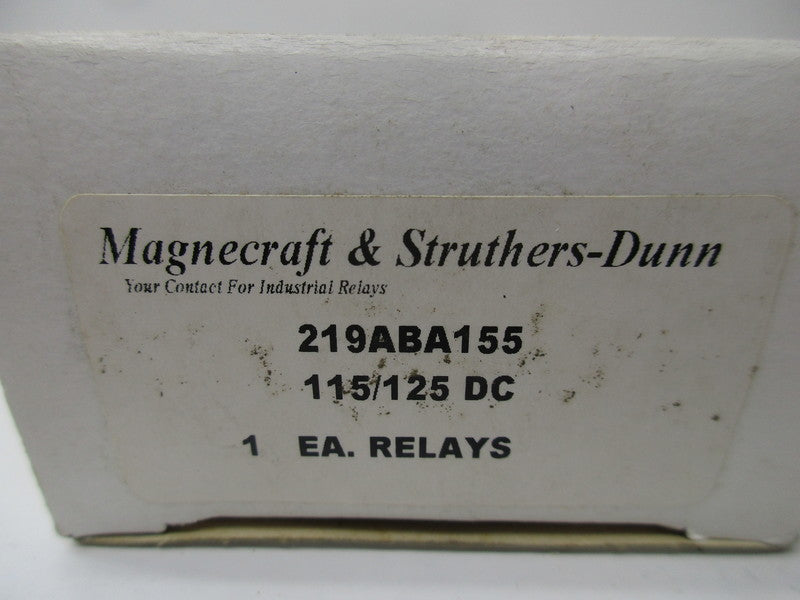 Magnecraft & Struthers-Dunn
Your Contact For Industrial Relays
219ABA155
115/125 DC
1 EA. RELAYS